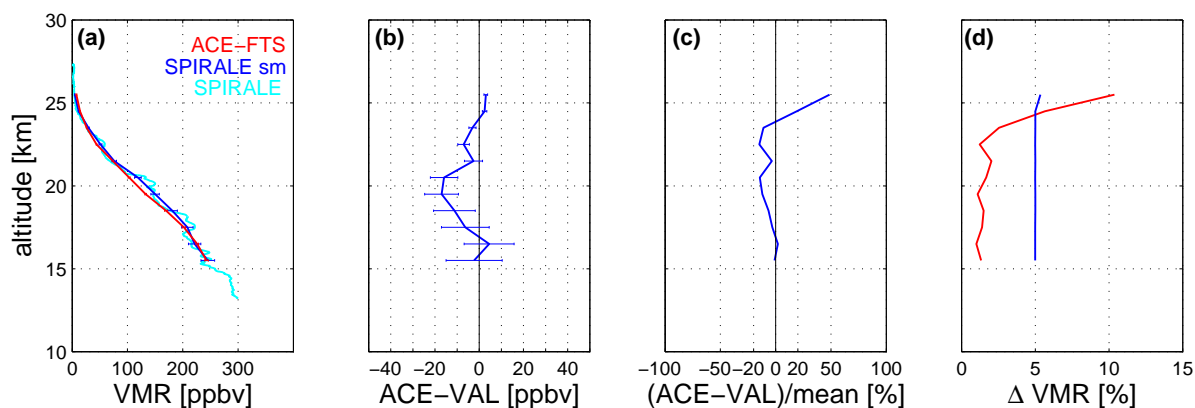 (a)
ACE−FTS
SPIRALE sm
SPIRALE
(b)
(c)
(d)
30
25
20
15
10
altitude [km]
0 100 200 300
VMR [ppbv]
−40 −20 0 20 40
ACE−VAL [ppbv]
−100 −50 −20 0 20 50 100
(ACE−VAL)/mean [%]
0 5 10 15
Δ VMR [%]